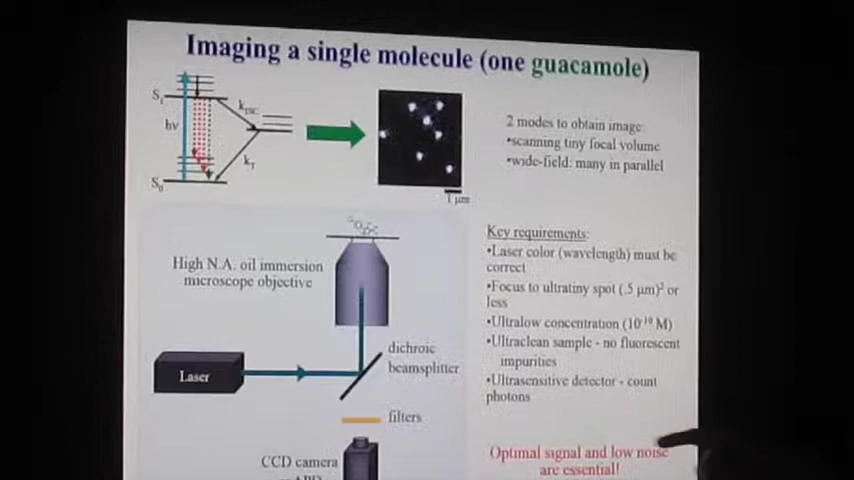 Imaging a single molecule (one guacamole)
S1
kISC
hν
kT
S0
1 μm
2 modes to obtain image:
•scanning tiny focal volume
•wide-field: many in parallel
High N.A. oil immersion
microscope objective
Laser
dichroic
beamsplitter
filters
CCD camera
Key requirements:
•Laser color (wavelength) must be
correct
•Focus to ultratiny spot (.5 μm)² or
less
•Ultralow concentration (10⁻¹⁰ M)
•Ultraclean sample - no fluorescent
impurities
•Ultrasensitive detector - count
photons
Optimal signal and low noise
are essential!